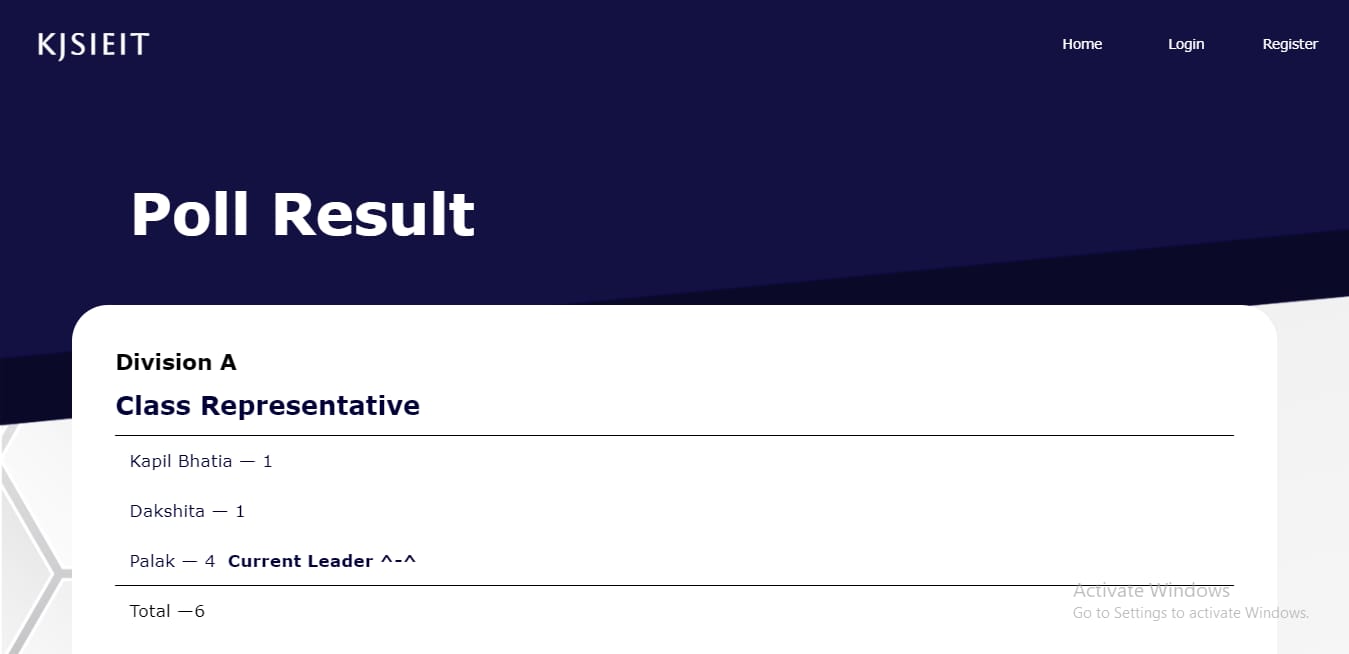 KJSIEIT
Home Login Register
Poll Result
Division A
Class Representative
Kapil Bhatia — 1
Dakshita — 1
Palak — 4 Current Leader ^-^
Total —6
Activate Windows
Go to Settings to activate Windows.